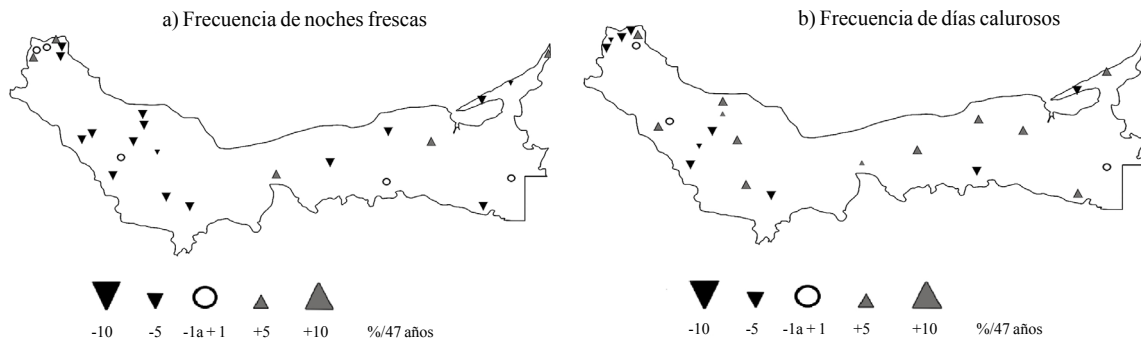 a) Frecuencia de noches frescas
b) Frecuencia de días calurosos
-10 -5 -1a + 1 +5 +10 %/47 años
-10 -5 -1a + 1 +5 +10 %/47 años